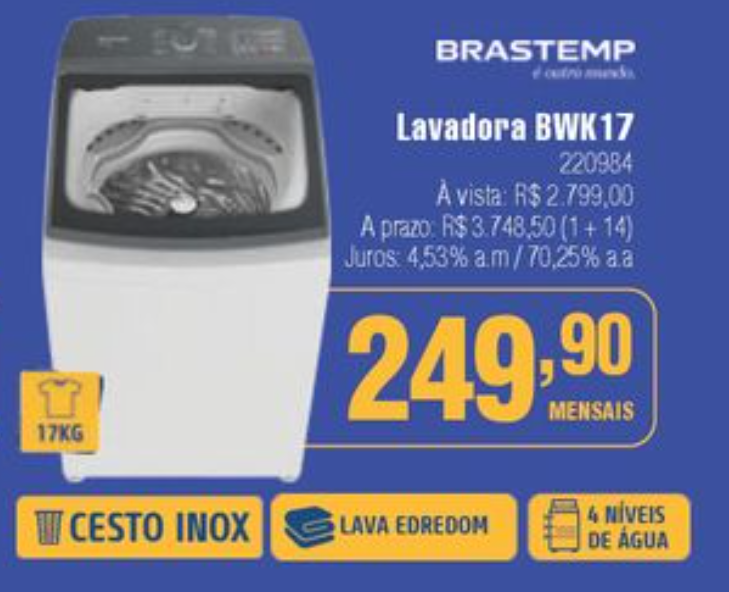 BRASTEMP
é outro mundo.
Lavadora BWK17
220984
À vista: R$ 2.799,00
A prazo: R$ 3.748,50 (1 + 14)
Juros: 4,53% a.m / 70,25% a.a
249,90
MENSAIS
17KG
CESTO INOX
LAVA EDREDOM
4 NÍVEIS
DE ÁGUA